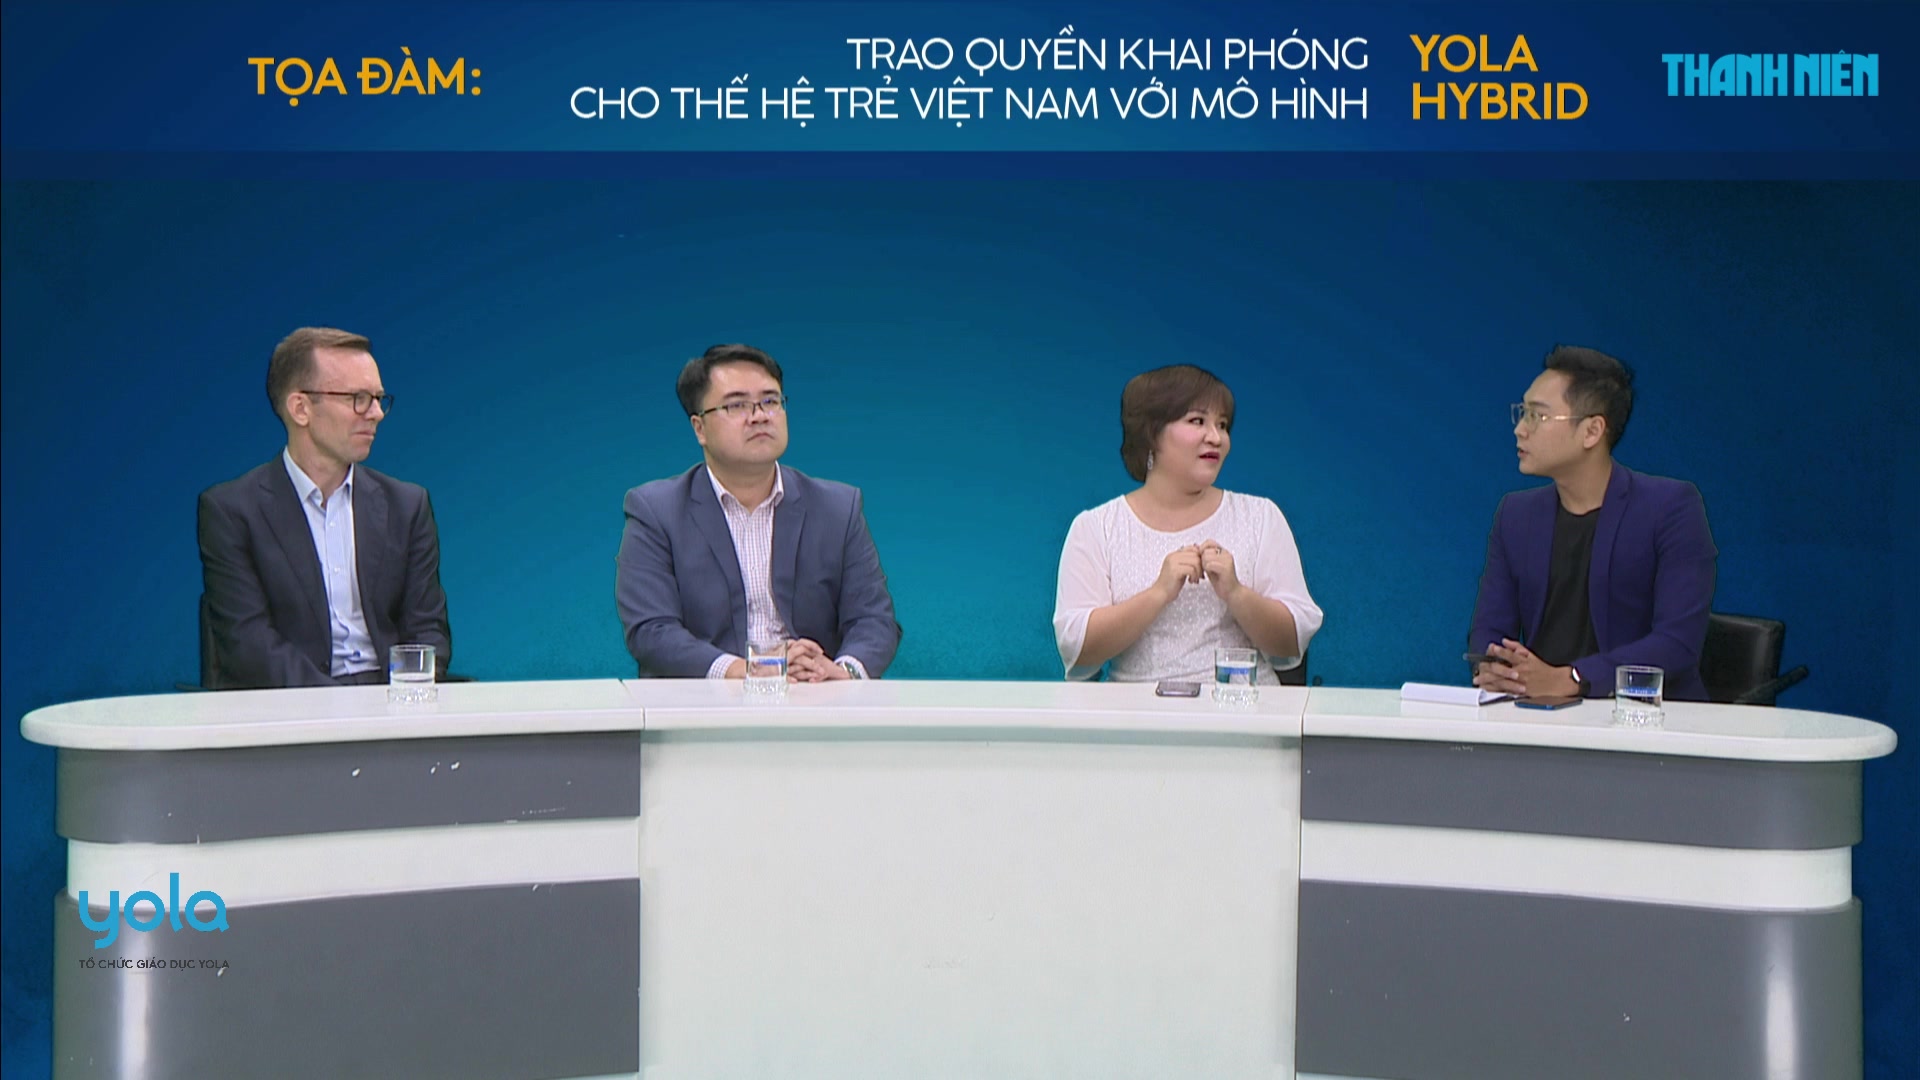 TỌA ĐÀM:
TRAO QUYỀN KHAI PHÓNG
CHO THẾ HỆ TRẺ VIỆT NAM VỚI MÔ HÌNH
YOLA
HYBRID
THANH NIÊN
yola
TỔ CHỨC GIÁO DỤC YOLA